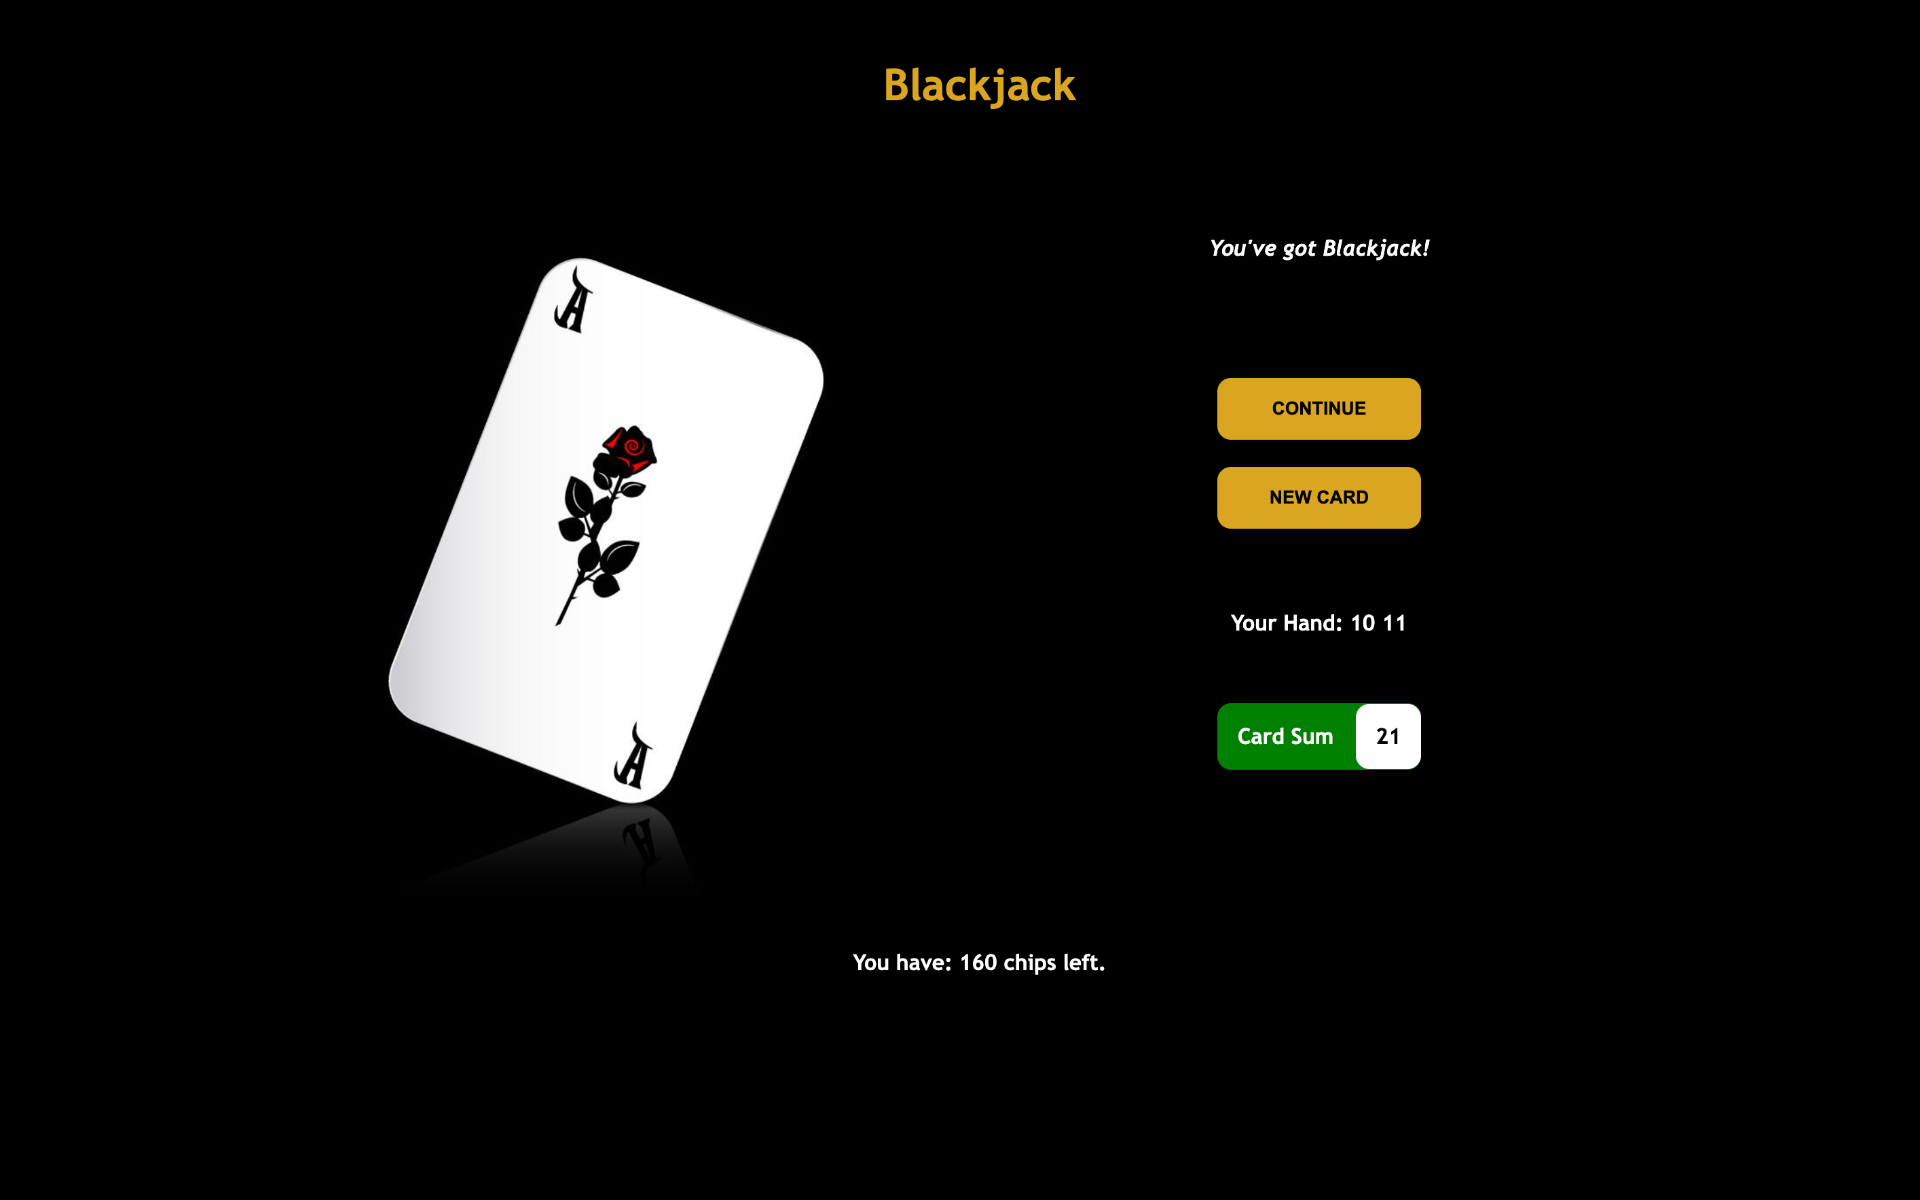 Blackjack
A
You've got Blackjack!
CONTINUE
NEW CARD
Your Hand: 10 11
Card Sum 21
A
A
You have: 160 chips left.